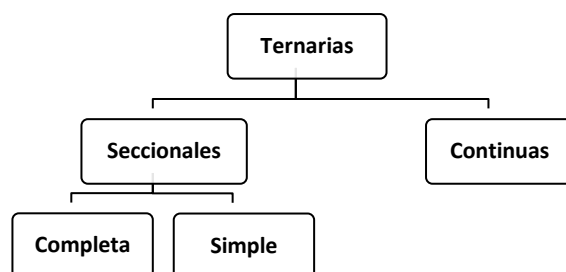 Ternarias
Seccionales
Continuas
Completa
Simple